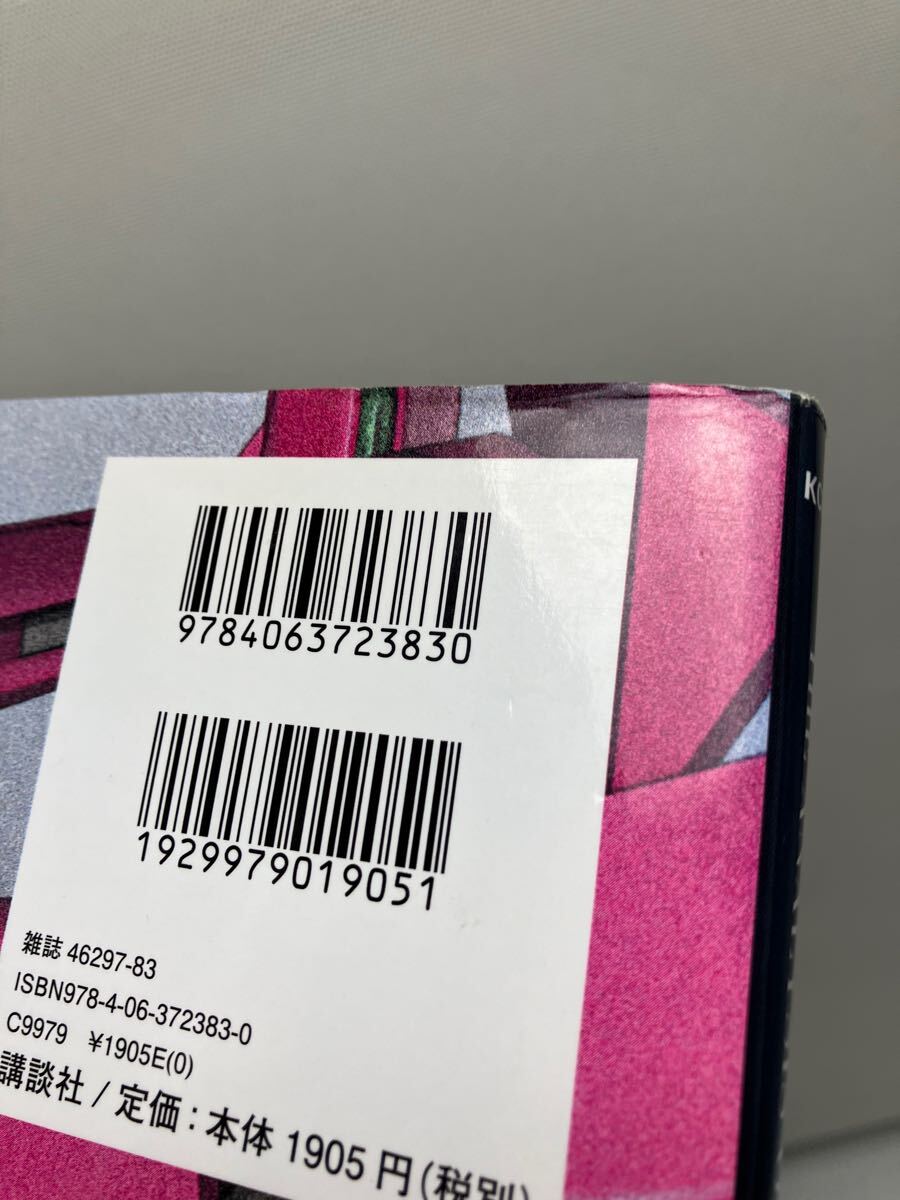 9784063723830
1929979019051
雑誌 46297-83
ISBN978-4-06-372383-0
C9979 ¥1905E(0)
講談社 / 定価 : 本体 1905 円 (税別)